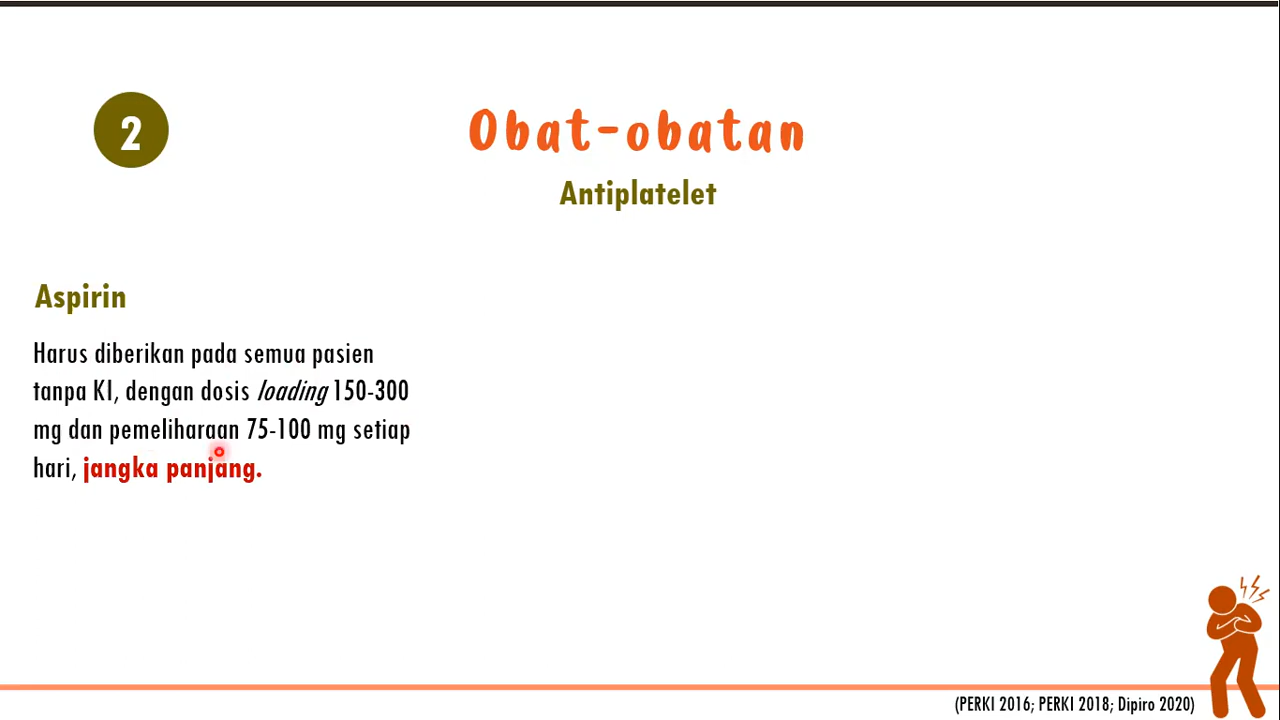 2
Obat-obatan
Antiplatelet
Aspirin
Harus diberikan pada semua pasien
tanpa KI, dengan dosis loading 150-300
mg dan pemeliharaan 75-100 mg setiap
hari, jangka panjang.
(PERKI 2016; PERKI 2018; Dipiro 2020)